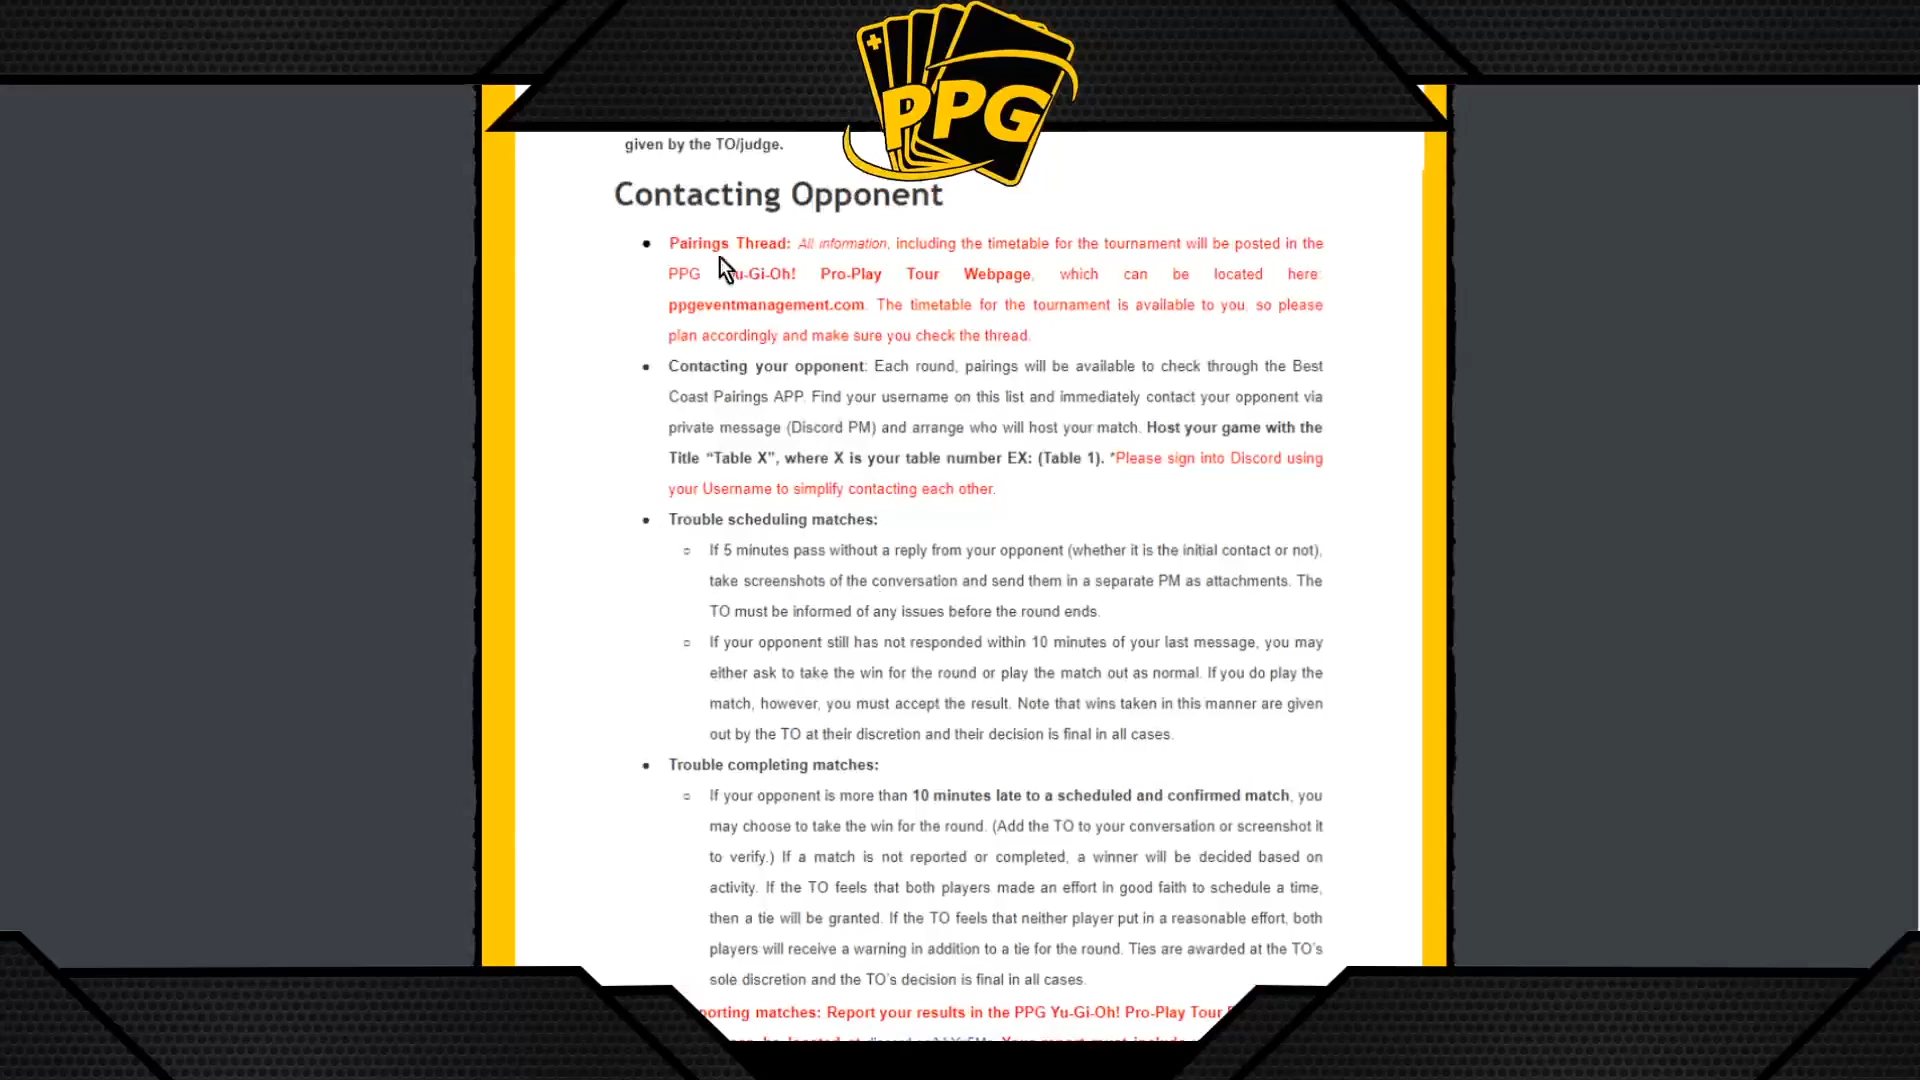 PPG
given by the TO/judge.
Contacting Opponent
Pairings Thread: All information, including the timetable for the tournament will be posted in the
PPG Yu-Gi-Oh! Pro-Play Tour Webpage, which can be located here:
ppgeventmanagement.com. The timetable for the tournament is available to you, so please
plan accordingly and make sure you check the thread.
Contacting your opponent: Each round, pairings will be available to check through the Best
Coast Pairings APP. Find your username on this list and immediately contact your opponent via
private message (Discord PM) and arrange who will host your match. Host your game with the
Title “Table X”, where X is your table number EX: (Table 1). *Please sign into Discord using
your Username to simplify contacting each other.
Trouble scheduling matches:
If 5 minutes pass without a reply from your opponent (whether it is the initial contact or not),
take screenshots of the conversation and send them in a separate PM as attachments. The
TO must be informed of any issues before the round ends.
If your opponent still has not responded within 10 minutes of your last message, you may
either ask to take the win for the round or play the match out as normal. If you do play the
match, however, you must accept the result. Note that wins taken in this manner are given
out by the TO at their discretion and their decision is final in all cases.
Trouble completing matches:
If your opponent is more than 10 minutes late to a scheduled and confirmed match, you
may choose to take the win for the round. (Add the TO to your conversation or screenshot it
to verify.) If a match is not reported or completed, a winner will be decided based on
activity. If the TO feels that both players made an effort in good faith to schedule a time,
then a tie will be granted. If the TO feels that neither player put in a reasonable effort, both
players will receive a warning in addition to a tie for the round. Ties are awarded at the TO’s
sole discretion and the TO’s decision is final in all cases.
porting matches: Report your results in the PPG Yu-Gi-Oh! Pro-Play Tour